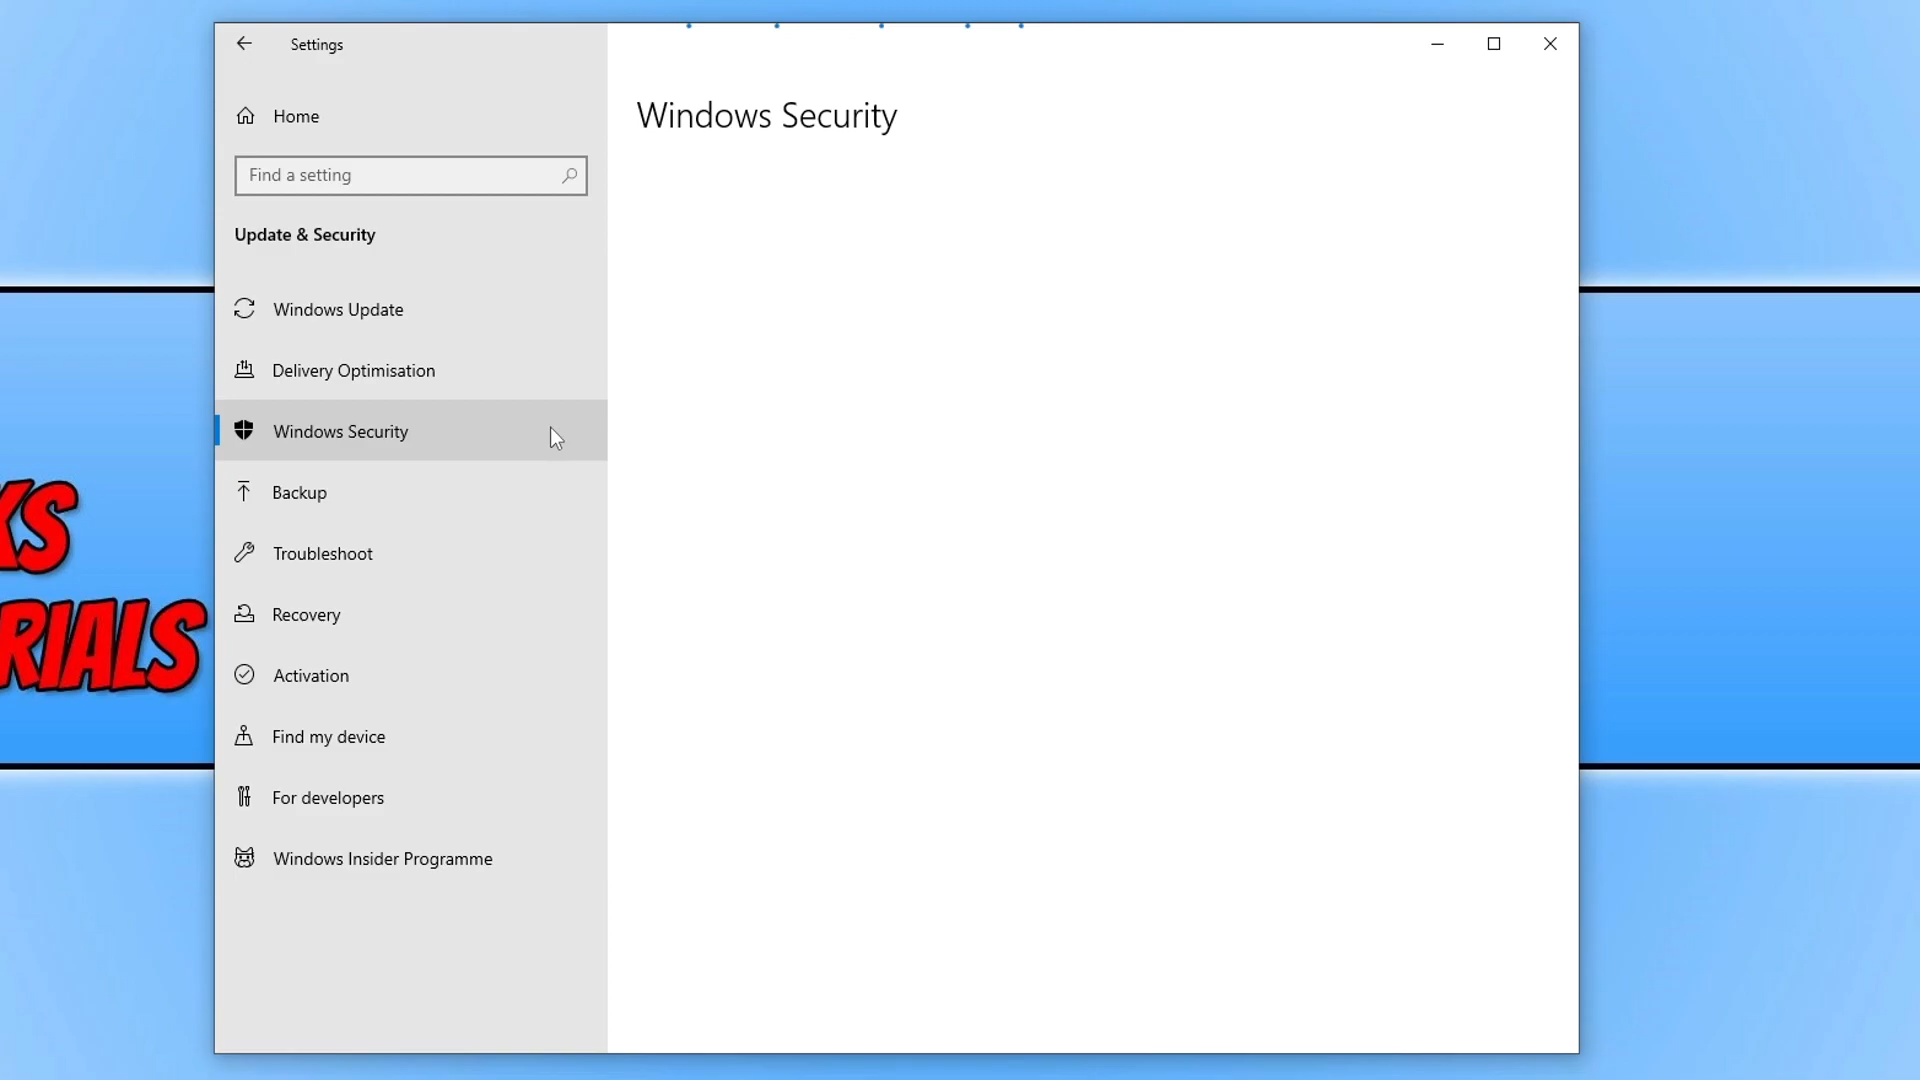 Settings
Home
Find a setting
Update & Security
Windows Update
Delivery Optimisation
Windows Security
Backup
Troubleshoot
Recovery
Activation
Find my device
For developers
Windows Insider Programme
Windows Security
KS
RIALS